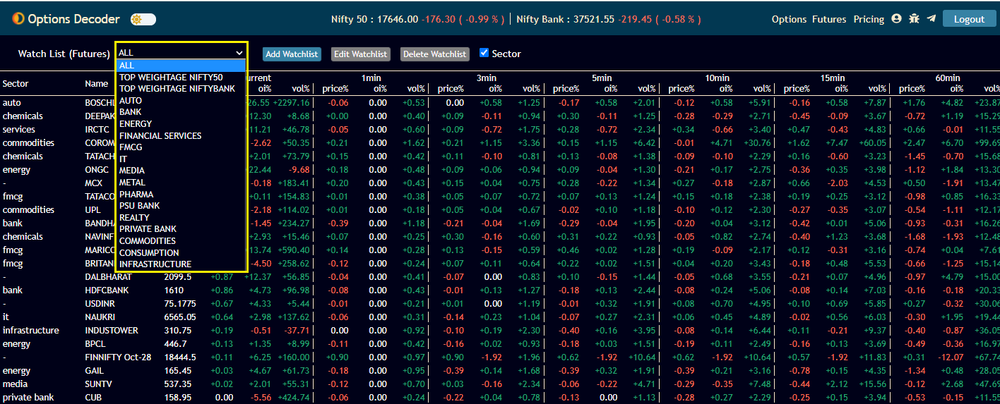 Options Decoder Nifty 50 : 17646.00 -176.30 ( -0.99 % ) Nifty Bank : 37521.55 -219.45 ( -0.58 % ) Options Futures Pricing Logout
Watch List (Futures) ALL Add Watchlist Edit Watchlist Delete Watchlist Sector
ALL
TOP WEIGHTAGE NIFTY50
TOP WEIGHTAGE NIFTYBANK
AUTO
BANK
ENERGY
FINANCIAL SERVICES
FMCG
IT
MEDIA
METAL
PHARMA
PSU BANK
REALTY
PRIVATE BANK
COMMODITIES
CONSUMPTION
INFRASTRUCTURE
urrent 1min 3min 5min 10min 15min 60min
Sector Name oi% vol% price% oi% vol% price% oi% vol% price% oi% vol% price% oi% vol% price% oi% vol% price% oi% vol%
auto BOSCHL 26.55 +2297.16 -0.06 0.00 +0.53 0.00 +0.58 +1.25 -0.17 +0.58 +2.01 -0.12 +0.58 +5.91 -0.16 +0.58 +7.87 +1.76 +4.82 +23.87
chemicals DEEPAK 12.30 +8.68 0.00 0.00 +0.40 +0.09 -0.11 +0.94 +0.30 -0.11 +1.25 -0.28 -0.29 +2.71 -0.45 -0.09 +3.67 -0.72 +1.19 +15.29
services IRCTC 11.21 +46.78 -0.05 0.00 +0.60 +0.09 -0.72 +1.75 +0.28 -0.72 +2.34 +0.34 -0.66 +3.40 +0.47 -0.43 +4.83 +0.66 -0.01 +11.55
commodities COROM -2.62 +50.35 +0.21 0.00 +1.62 +0.21 +1.15 +3.36 +0.15 +1.15 +6.42 -0.01 +4.71 +30.76 +1.62 +7.47 +60.05 +2.47 +6.70 +99.69
chemicals TATACH +2.01 +73.79 +0.15 0.00 +0.42 +0.11 -0.10 +0.81 +0.13 -0.08 +1.38 -0.09 -0.10 +2.29 +0.16 -0.60 +3.23 -1.45 -0.70 +15.68
energy ONGC 22.44 -9.68 +0.18 0.00 +0.48 +0.09 +0.06 +0.94 +0.09 -0.04 +1.30 -0.21 +0.17 +2.75 -0.36 +0.35 +3.98 -1.12 +1.84 +13.30
- MCX -0.18 +183.41 +0.20 0.00 +0.43 +0.15 +0.04 +0.75 +0.28 -0.22 +1.34 +0.27 -0.18 +2.87 +0.66 -2.03 +4.53 +0.50 -1.91 +13.47
fmcg TATACO +0.11 +154.83 +0.01 0.00 +0.38 +0.05 +0.07 +0.72 +0.07 +0.13 +1.24 +0.15 +0.18 +2.38 +0.19 +0.25 +3.12 -0.98 +0.85 +16.33
commodities UPL -2.18 +114.02 +0.01 0.00 +0.18 +0.05 +0.04 +0.67 -0.02 +0.10 +1.18 -0.10 +0.12 +2.30 -0.27 -0.35 +3.07 -0.54 -1.11 +12.17
bank BANDHA -1.45 +234.27 -0.39 0.00 +1.18 -0.21 -0.04 +1.69 -0.29 -0.04 +1.95 -0.20 +0.04 +3.12 -0.42 +0.01 +5.06 -0.93 -0.31 +16.26
chemicals NAVINF +2.93 +15.46 +0.07 0.00 +0.25 +0.30 -0.16 +0.60 +0.31 +0.22 +0.93 -0.05 +0.82 +2.74 -0.40 +1.23 +3.68 -1.68 -1.93 +12.48
fmcg MARICO 13.74 +590.40 +0.14 0.00 +0.28 +0.13 -0.15 +0.59 +0.46 +0.02 +1.28 +0.19 -0.09 +2.17 +0.12 -0.31 +3.16 -0.74 +0.04 +7.61
fmcg BRITAN -4.50 +258.62 -0.12 0.00 +0.24 +0.07 +0.11 +0.64 +0.22 +0.11 +1.05 +0.04 +0.20 +3.43 -0.18 +0.48 +5.53 -0.66 -1.25 +15.14
- DALBHARAT 2099.5 +0.87 +12.37 +56.85 -0.04 0.00 +0.41 -0.07 0.00 +0.83 +0.10 -0.15 +1.44 -0.05 -0.68 +3.55 -0.21 +0.07 +4.96 -0.97 +4.79 +15.00
bank HDFCBANK 1610 +0.86 +4.73 +96.98 -0.08 0.00 +0.43 -0.01 +0.13 +1.27 -0.18 +0.13 +2.44 -0.08 +0.24 +5.06 -0.08 +0.14 +7.03 -0.16 -0.18 +20.33
- USDINR 75.1775 +0.67 +4.33 +5.44 -0.01 0.00 +0.21 +0.01 0.00 +1.19 -0.01 +0.32 +1.91 +0.08 +0.70 +4.95 +0.10 +0.69 +5.85 +0.27 -0.32 +30.06
it NAUKRI 6565.05 +0.64 +2.98 +137.62 -0.06 0.00 +0.31 -0.14 +0.23 +1.04 -0.07 +0.27 +2.31 +0.06 +0.45 +4.89 -0.02 +0.56 +6.03 -0.30 +1.95 +19.44
infrastructure INDUSTOWER 310.75 +0.19 -0.51 -37.71 0.00 0.00 +0.92 -0.10 +0.19 +2.30 -0.40 +0.16 +3.95 -0.08 +0.14 +6.44 +0.11 -0.21 +9.37 -0.40 -0.87 +36.05
energy BPCL 446.7 +0.13 +1.35 +8.99 -0.11 0.00 +0.42 -0.16 +0.02 +0.93 -0.18 +0.03 +1.51 -0.19 +0.11 +2.49 -0.16 +0.13 +3.69 -0.49 -0.36 +16.97
- FINNIFTY Oct-28 18444.5 +0.11 +6.25 +160.00 +0.90 0.00 +0.97 +0.90 -1.92 +1.96 +0.62 -1.92 +10.64 +0.62 -1.92 +10.64 +0.57 -1.92 +11.83 +0.31 -12.07 +67.74
energy GAIL 165.45 +0.03 +4.67 +61.73 -0.18 0.00 +0.95 -0.39 +0.14 +1.68 -0.39 +0.32 +1.91 -0.39 +0.21 +3.16 -0.78 +0.15 +4.35 -1.34 +0.48 +28.05
media SUNTV 537.35 +0.02 +2.01 +55.31 -0.12 0.00 +0.70 +0.03 -0.16 +2.34 -0.06 -0.22 +4.71 -0.29 -0.35 +7.48 -0.44 +2.12 +15.56 -0.12 +2.68 +47.69
private bank CUB 158.95 0.00 -5.56 +424.74 -0.06 0.00 +0.24 -0.22 +0.04 +0.78 -0.13 0.00 +1.13 -0.28 +0.27 +2.29 -0.25 +0.15 +3.94 -0.53 -0.15 +11.55